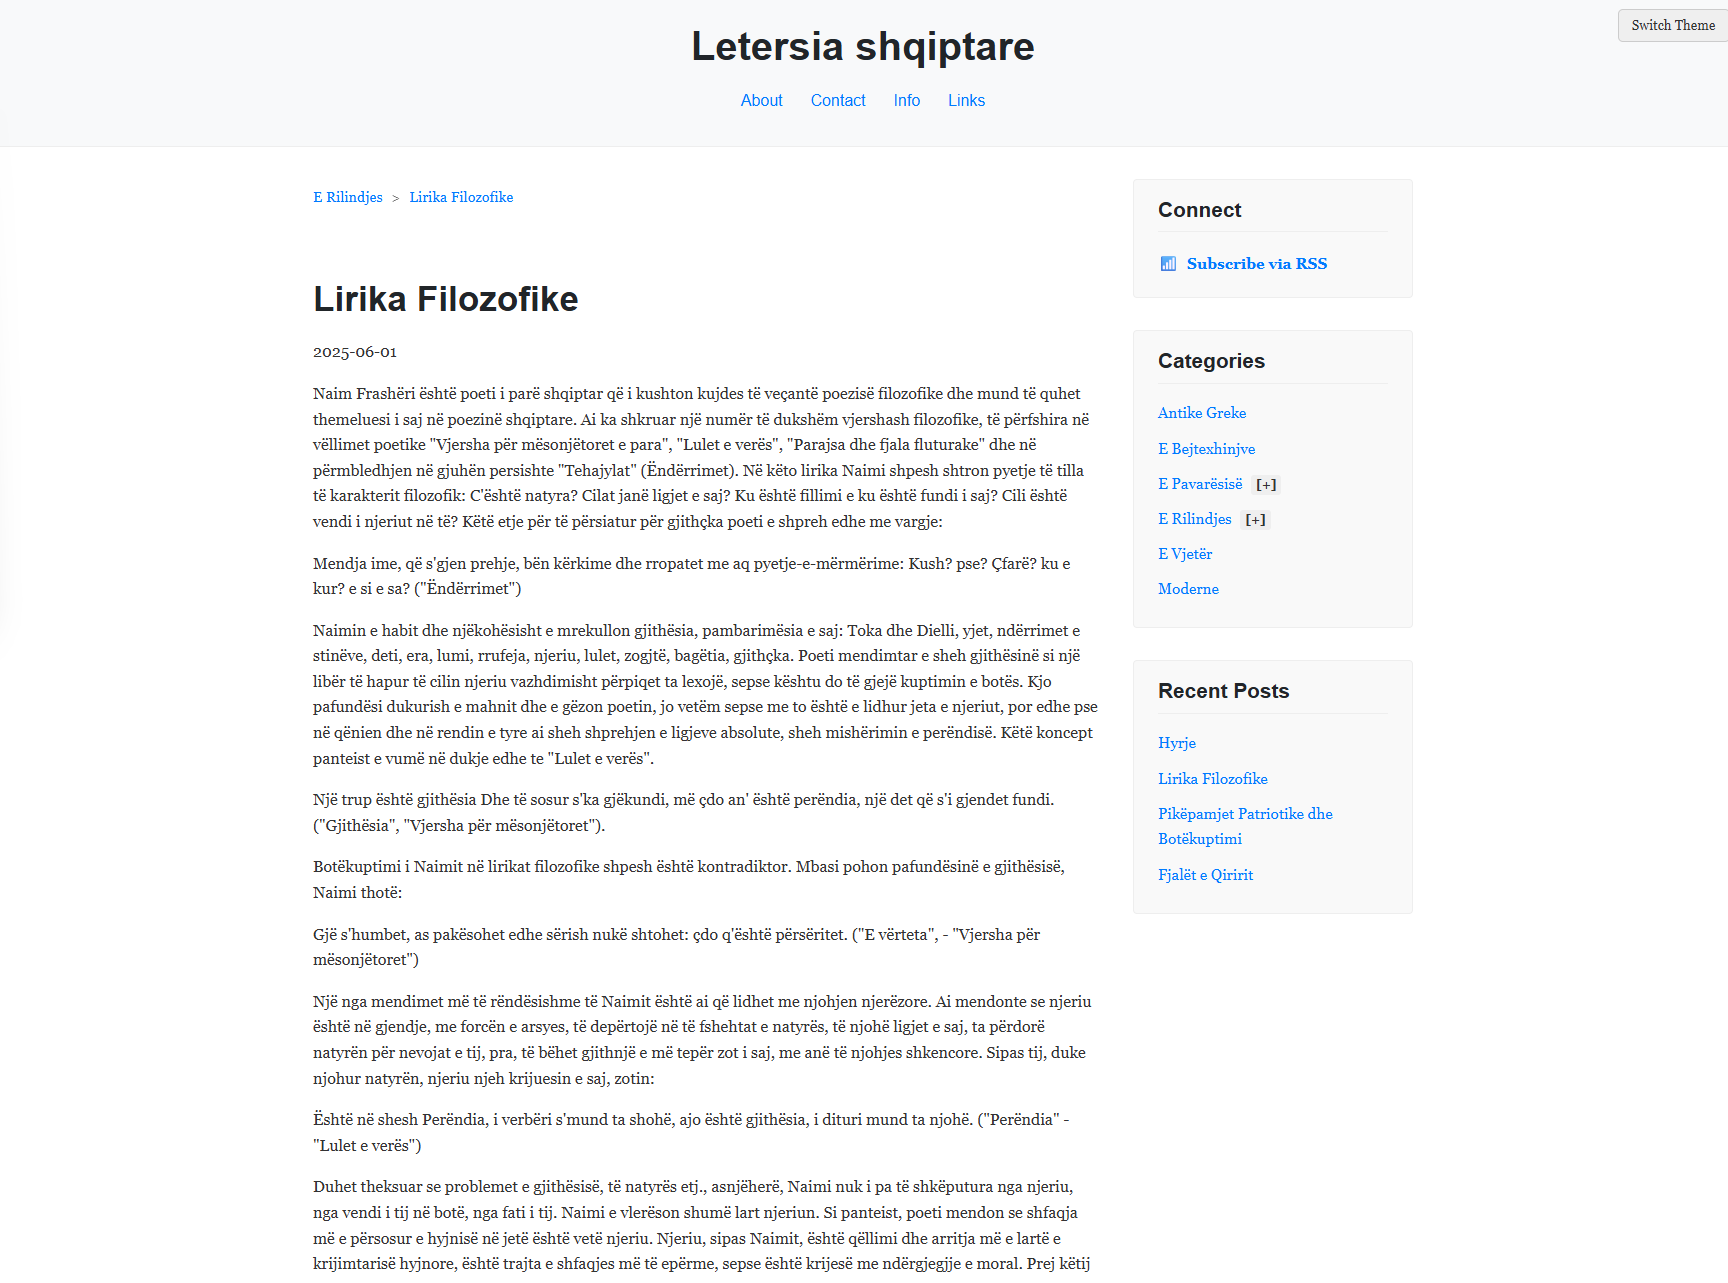 Switch Theme
Letersia shqiptare
About Contact Info Links
E Rilindjes > Lirika Filozofike
Lirika Filozofike
2025-06-01
Naim Frashëri është poeti i parë shqiptar që i kushton kujdes të veçantë poezisë filozofike dhe mund të quhet
themeluesi i saj në poezinë shqiptare. Ai ka shkruar një numër të dukshëm vjershash filozofike, të përfshira në
vëllimet poetike "Vjersha për mësonjëtoret e para", "Lulet e verës", "Parajsa dhe fjala fluturake" dhe në
përmbledhjen në gjuhën persishte "Tehajylat" (Ëndërrimet). Në këto lirika Naimi shpesh shtron pyetje të tilla
të karakterit filozofik: C'është natyra? Cilat janë ligjet e saj? Ku është fillimi e ku është fundi i saj? Cili është
vendi i njeriut në të? Këtë etje për të përsiatur për gjithçka poeti e shpreh edhe me vargje:
Mendja ime, që s'gjen prehje, bën kërkime dhe rropatet me aq pyetje-e-mërmërime: Kush? pse? Çfarë? ku e
kur? e si e sa? ("Ëndërrimet")
Naimin e habit dhe njëkohësisht e mrekullon gjithësia, pambarimësia e saj: Toka dhe Dielli, yjet, ndërrimet e
stinëve, deti, era, lumi, rrufeja, njeriu, lulet, zogjtë, bagëtia, gjithçka. Poeti mendimtar e sheh gjithësinë si një
libër të hapur të cilin njeriu vazhdimisht përpiqet ta lexojë, sepse kështu do të gjejë kuptimin e botës. Kjo
pafundësi dukurish e mahnit dhe e gëzon poetin, jo vetëm sepse me to është e lidhur jeta e njeriut, por edhe pse
në qënien dhe në rendin e tyre ai sheh shprehjen e ligjeve absolute, sheh mishërimin e perëndisë. Këtë koncept
panteist e vumë në dukje edhe te "Lulet e verës".
Një trup është gjithësia Dhe të sosur s'ka gjëkundi, më çdo an' është perëndia, një det që s'i gjendet fundi.
("Gjithësia", "Vjersha për mësonjëtoret").
Botëkuptimi i Naimit në lirikat filozofike shpesh është kontradiktor. Mbasi pohon pafundësinë e gjithësisë,
Naimi thotë:
Gjë s'humbet, as pakësohet edhe sërish nukë shtohet: çdo q'është përsëritet. ("E vërteta", - "Vjersha për
mësonjëtoret")
Një nga mendimet më të rëndësishme të Naimit është ai që lidhet me njohjen njerëzore. Ai mendonte se njeriu
është në gjendje, me forcën e arsyes, të depërtojë në të fshehtat e natyrës, të njohë ligjet e saj, ta përdorë
natyrën për nevojat e tij, pra, të bëhet gjithnjë e më tepër zot i saj, me anë të njohjes shkencore. Sipas tij, duke
njohur natyrën, njeriu njeh krijuesin e saj, zotin:
Është në shesh Perëndia, i verbëri s'mund ta shohë, ajo është gjithësia, i dituri mund ta njohë. ("Perëndia" -
"Lulet e verës")
Duhet theksuar se problemet e gjithësisë, të natyrës etj., asnjëherë, Naimi nuk i pa të shkëputura nga njeriu,
nga vendi i tij në botë, nga fati i tij. Naimi e vlerëson shumë lart njeriun. Si panteist, poeti mendon se shfaqja
më e përsosur e hyjnisë në jetë është vetë njeriu. Njeriu, sipas Naimit, është qëllimi dhe arritja më e lartë e
krijimtarisë hyjnore, është trajta e shfaqjes më të epërme, sepse është krijesë me ndërgjegjje e moral. Prej këtij
Connect
Subscribe via RSS
Categories
Antike Greke
E Bejtexhinjve
E Pavarësisë [+]
E Rilindjes [+]
E Vjetër
Moderne
Recent Posts
Hyrje
Lirika Filozofike
Pikëpamjet Patriotike dhe
Botëkuptimi
Fjalët e Qiririt